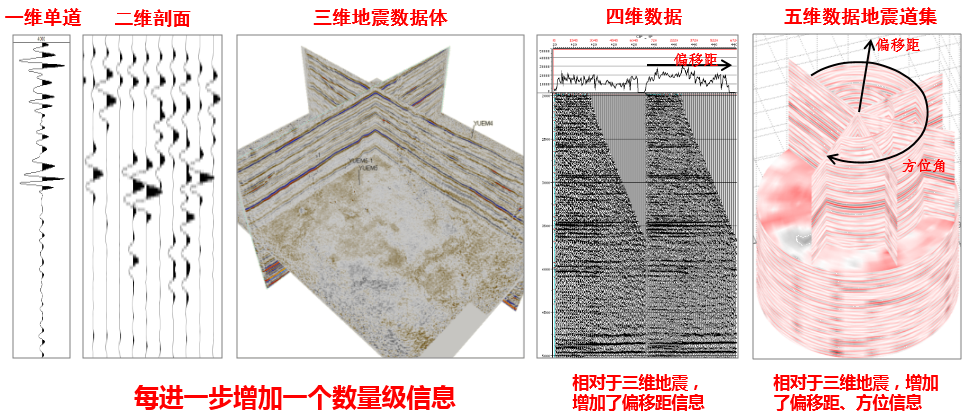 一维单道
二维剖面
三维地震数据体
四维数据
五维数据地震道集
偏移距
偏移距
方位角
YUEM4
YUEM5
每进一步增加一个数量级信息
相对于三维地震，
增加了偏移距信息
相对于三维地震，增加
了偏移距、方位信息